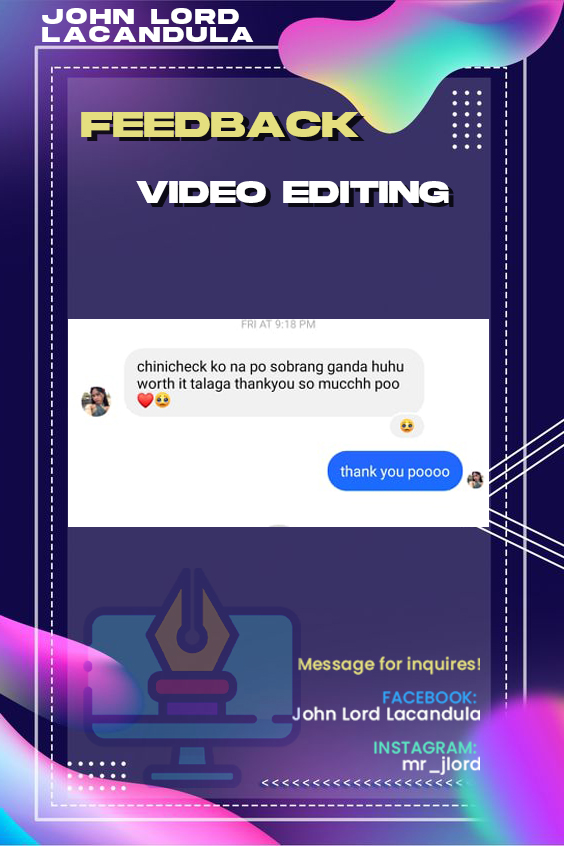 JOHN LORD
LACANDULA
FEEDBACK
VIDEO EDITING
FRI AT 9:18 PM
chinicheck ko na po sobrang ganda huhu
worth it talaga thankyou so mucchh poo
❤️🥹
🥹
thank you poooo
Message for inquires!
FACEBOOK:
John Lord Lacandula
INSTAGRAM:
mr_jlord
<<<<<<<<<<<<<<<<<<<<<<